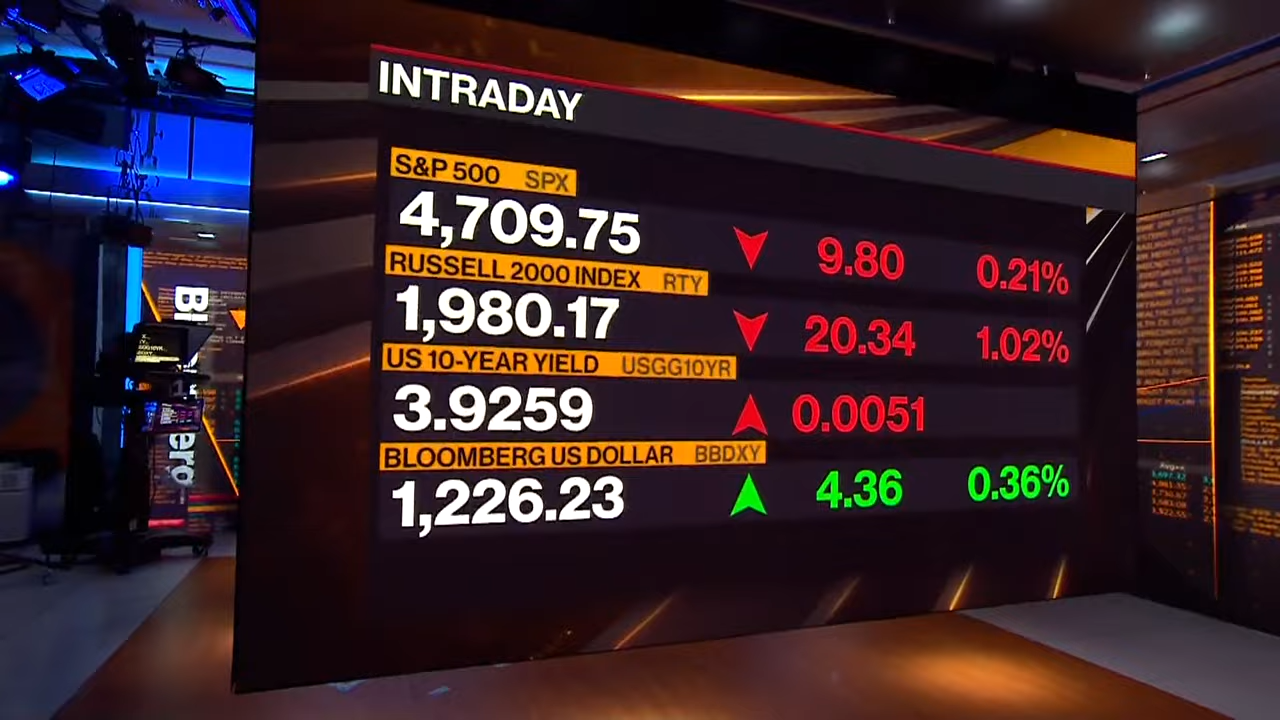 INTRADAY
S&P 500 SPX
4,709.75 9.80 0.21%
RUSSELL 2000 INDEX RTY
1,980.17 20.34 1.02%
US 10-YEAR YIELD USGG10YR
3.9259 0.0051
BLOOMBERG US DOLLAR BBDXY
1,226.23 4.36 0.36%